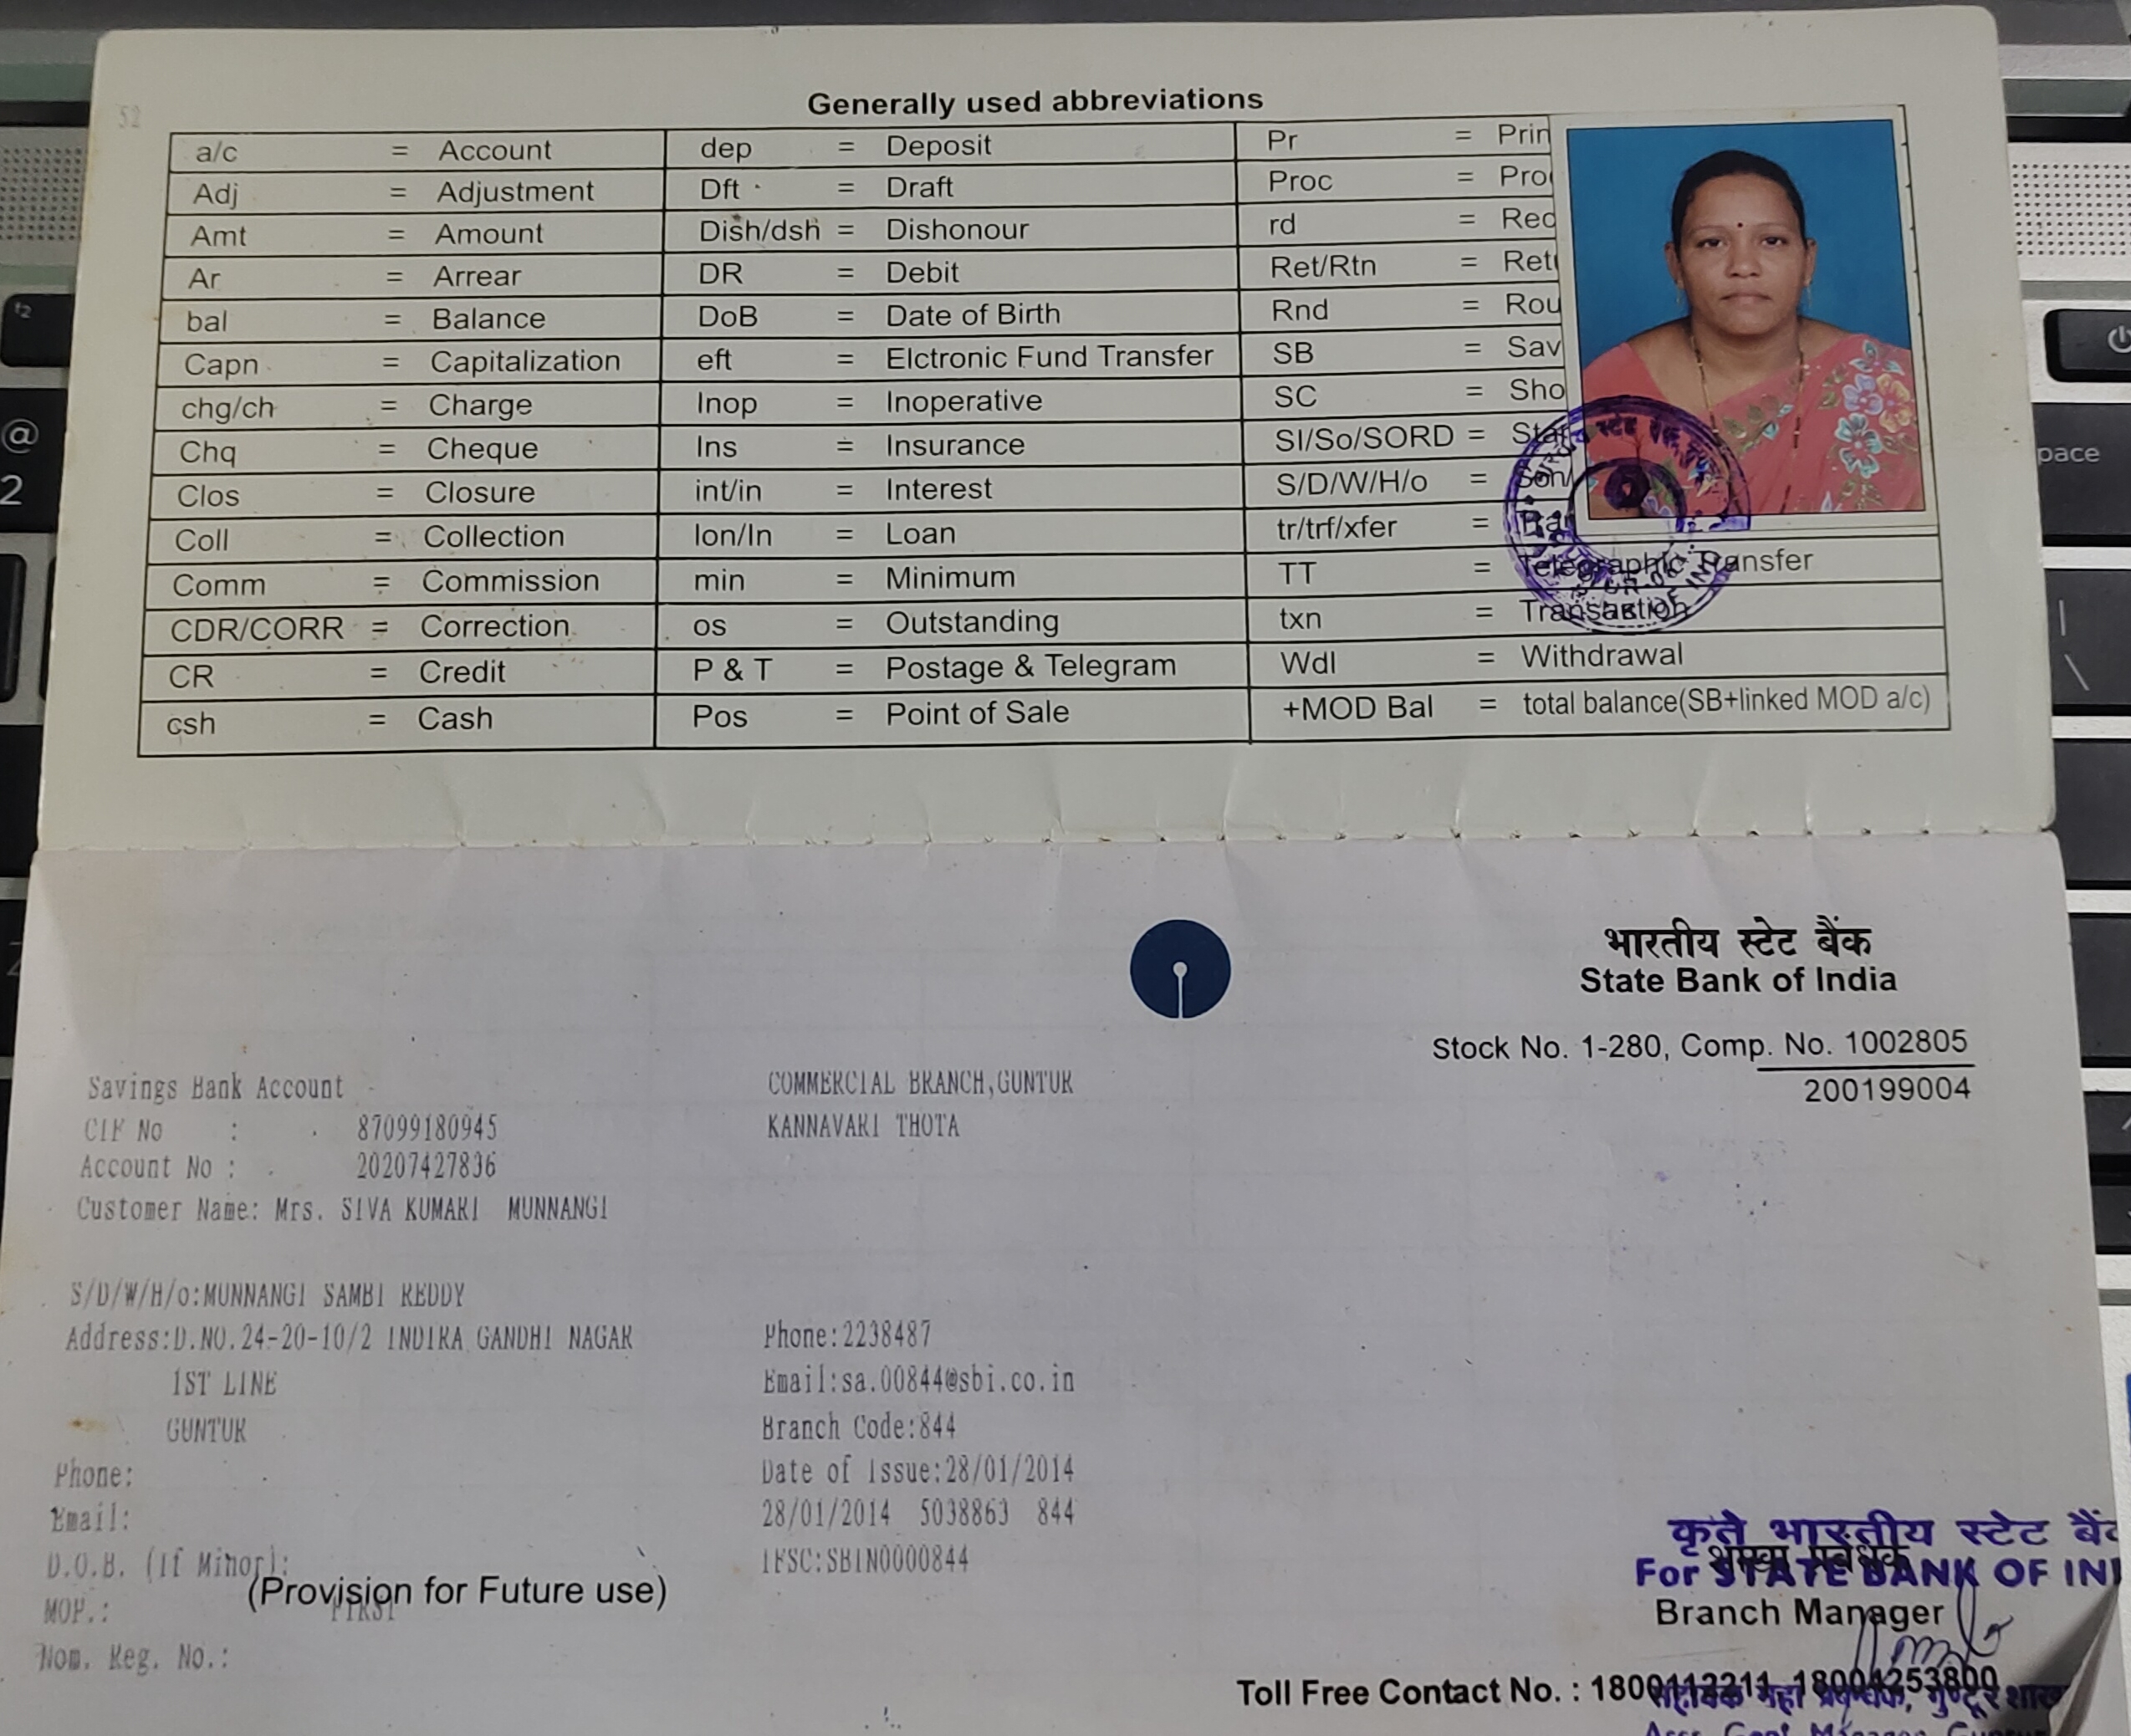 52
Generally used abbreviations
a/c = Account dep = Deposit Pr = Prin
Adj = Adjustment Dft = Draft Proc = Pro
Amt = Amount Dish/dsh = Dishonour rd = Red
Ar = Arrear DR = Debit Ret/Rtn = Ret
bal = Balance DoB = Date of Birth Rnd = Rou
Capn = Capitalization eft = Elctronic Fund Transfer SB = Sav
chg/ch = Charge Inop = Inoperative SC = Sho
Chq = Cheque Ins = Insurance SI/So/SORD = Stan
Clos = Closure int/in = Interest S/D/W/H/o = Son/
Coll = Collection lon/ln = Loan tr/trf/xfer = Tra
Comm = Commission min = Minimum TT = Telegraphic Transfer
CDR/CORR = Correction os = Outstanding txn = Transaction
CR = Credit P & T = Postage & Telegram Wdl = Withdrawal
csh = Cash Pos = Point of Sale +MOD Bal = total balance(SB+linked MOD a/c)
भारतीय स्टेट बैंक
State Bank of India
Stock No. 1-280, Comp. No. 1002805
200199004
Savings Bank Account COMMERCIAL BRANCH,GUNTUR
CIF No : 87099180945 KANNAVARI THOTA
Account No : 20207427836
Customer Name: Mrs. SIVA KUMARI MUNNANGI
S/D/W/H/o:MUNNANGI SAMBI REDDY
Address:D.NO.24-20-10/2 INDIRA GANDHI NAGAR Phone:2238487
1ST LINE Email:sa.00844@sbi.co.in
GUNTUR Branch Code:844
Phone: Date of Issue:28/01/2014
Email: 28/01/2014 5038863 844
D.O.B. (If Minor): IFSC:SBIN0000844
(Provision for Future use)
MOP.: FIRST
Nom. Reg. No.:
कृते भारतीय स्टेट बैं
शाखा प्रबंधक
For STATE BANK OF INI
Branch Manager
Toll Free Contact No. : 1800112211, 18004253800
सहायक महा प्रबन्धक, गुन्टूर शाखा